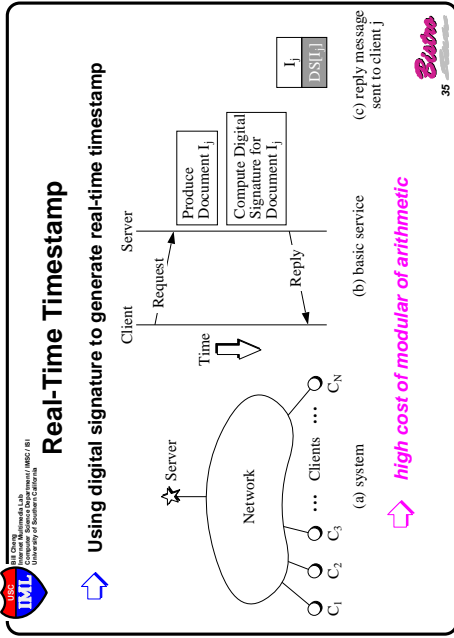 USC
IML
Bill Cheng
Internet Multimedia Lab
Computer Science Department / IMSC / ISI
University of Southern California
Real-Time Timestamp
Using digital signature to generate real-time timestamp
Server
Network
Clients
C1 C2 C3 ... ... CN
(a) system
Client Server
Time
Request
Produce
Document Ij
Compute Digital
Signature for
Document Ij
Reply
(b) basic service
Ij
DS[Ij]
(c) reply message
sent to client j
high cost of modular of arithmetic
Bistro
35